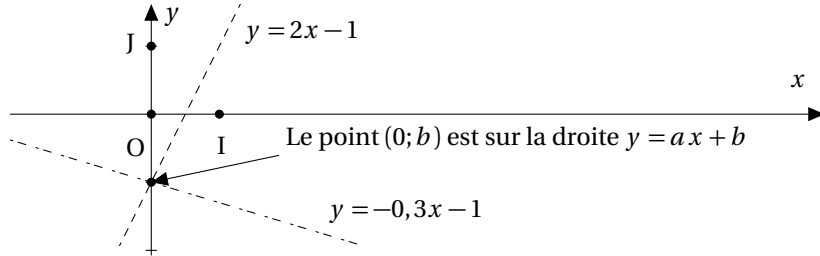 y
J
y = 2x − 1
x
O
I
Le point (0; b) est sur la droite y = ax + b
y = −0,3x − 1